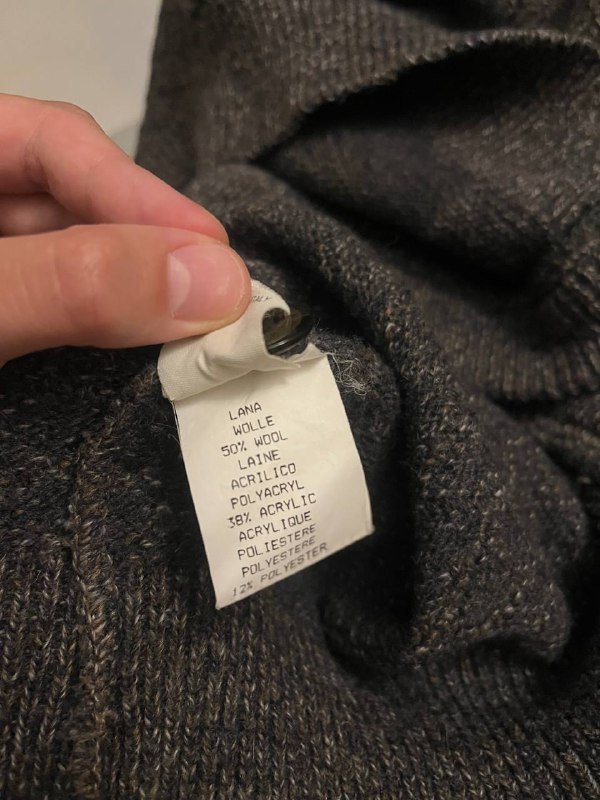 LANA
WOLLE
50% WOOL
LAINE
ACRILICO
POLYACRYL
38% ACRYLIC
ACRYLIQUE
POLIESTERE
POLYESTERE
12% POLYESTER